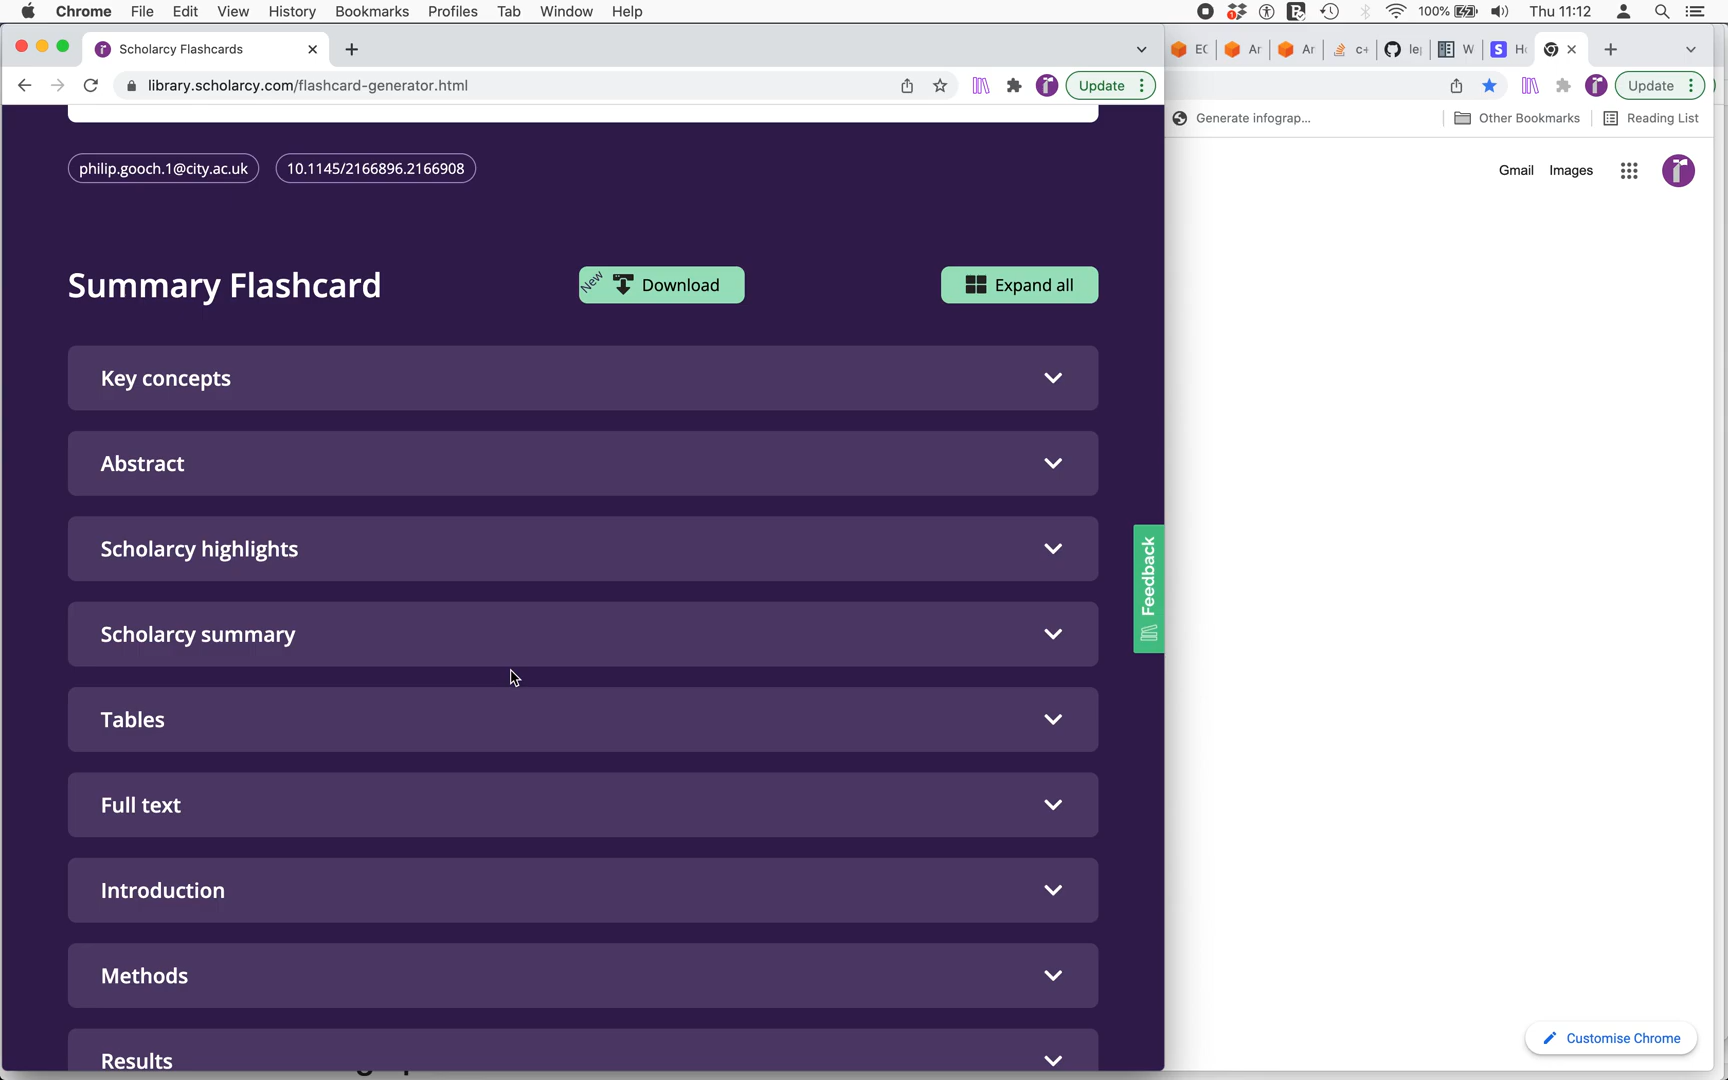 Chrome File Edit View History Bookmarks Profiles Tab Window Help 100% Thu 11:12
Scholarcy Flashcards
Ar Ar c+ W
library.scholarcy.com/flashcard-generator.html Update Update
Generate infograp... Other Bookmarks Reading List
philip.gooch.1@city.ac.uk 10.1145/2166896.2166908
Gmail Images
Summary Flashcard New Download Expand all
Key concepts
Abstract
Scholarcy highlights
Feedback
Scholarcy summary
Tables
Full text
Introduction
Methods
Customise Chrome
Results